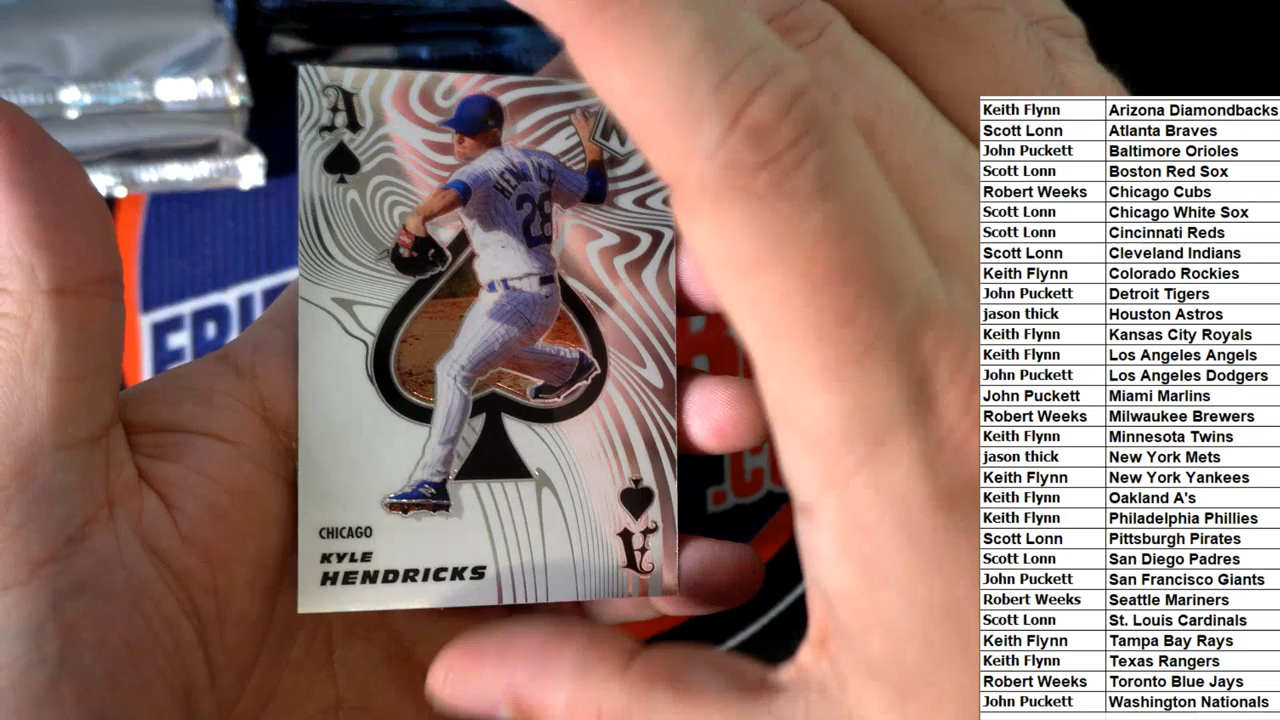 A
HENDRICK
28
CHICAGO
KYLE
HENDRICKS
A
.CO
Keith Flynn Arizona Diamondbacks
Scott Lonn Atlanta Braves
John Puckett Baltimore Orioles
Scott Lonn Boston Red Sox
Robert Weeks Chicago Cubs
Scott Lonn Chicago White Sox
Scott Lonn Cincinnati Reds
Scott Lonn Cleveland Indians
Keith Flynn Colorado Rockies
John Puckett Detroit Tigers
jason thick Houston Astros
Keith Flynn Kansas City Royals
Keith Flynn Los Angeles Angels
John Puckett Los Angeles Dodgers
John Puckett Miami Marlins
Robert Weeks Milwaukee Brewers
Keith Flynn Minnesota Twins
jason thick New York Mets
Keith Flynn New York Yankees
Keith Flynn Oakland A's
Keith Flynn Philadelphia Phillies
Scott Lonn Pittsburgh Pirates
Scott Lonn San Diego Padres
John Puckett San Francisco Giants
Robert Weeks Seattle Mariners
Scott Lonn St. Louis Cardinals
Keith Flynn Tampa Bay Rays
Keith Flynn Texas Rangers
Robert Weeks Toronto Blue Jays
John Puckett Washington Nationals